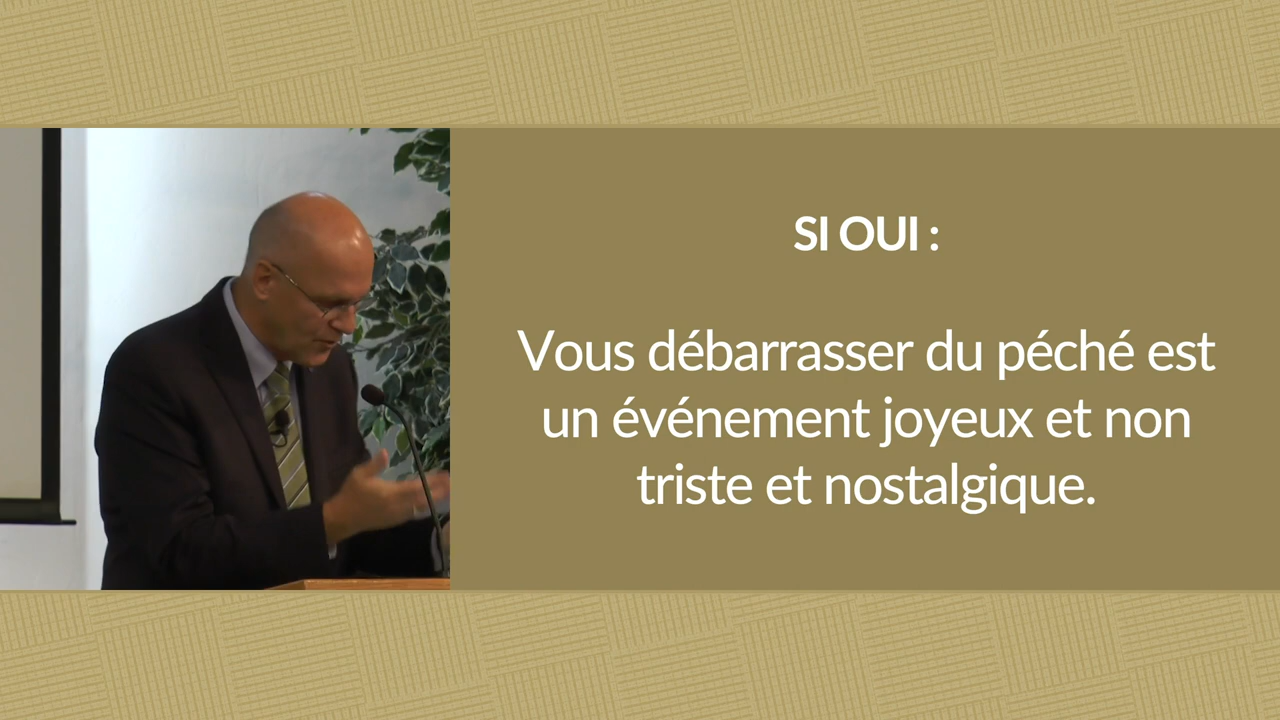 SI OUI :
Vous débarrasser du péché est
un événement joyeux et non
triste et nostalgique.